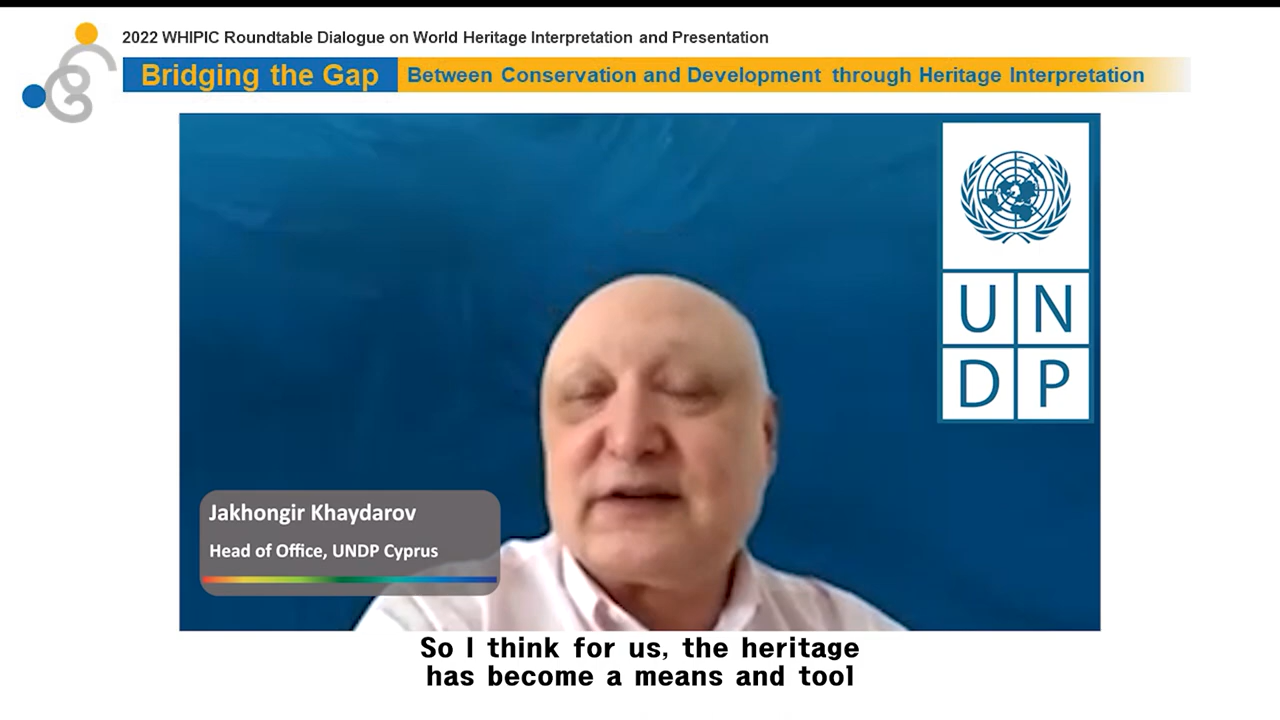 2022 WHIPIC Roundtable Dialogue on World Heritage Interpretation and Presentation
Bridging the Gap Between Conservation and Development through Heritage Interpretation
U N
D P
Jakhongir Khaydarov
Head of Office, UNDP Cyprus
So I think for us, the heritage
has become a means and tool